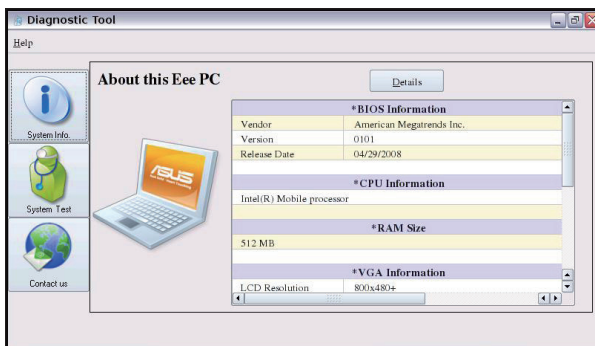 Diagnostic Tool
Help
System Info.
System Test
Contact us
About this Eee PC
Details
ASUS
*BIOS Information
Vendor American Megatrends Inc.
Version 0101
Release Date 04/29/2008
*CPU Information
Intel(R) Mobile processor
*RAM Size
512 MB
*VGA Information
LCD Resolution 800x480+